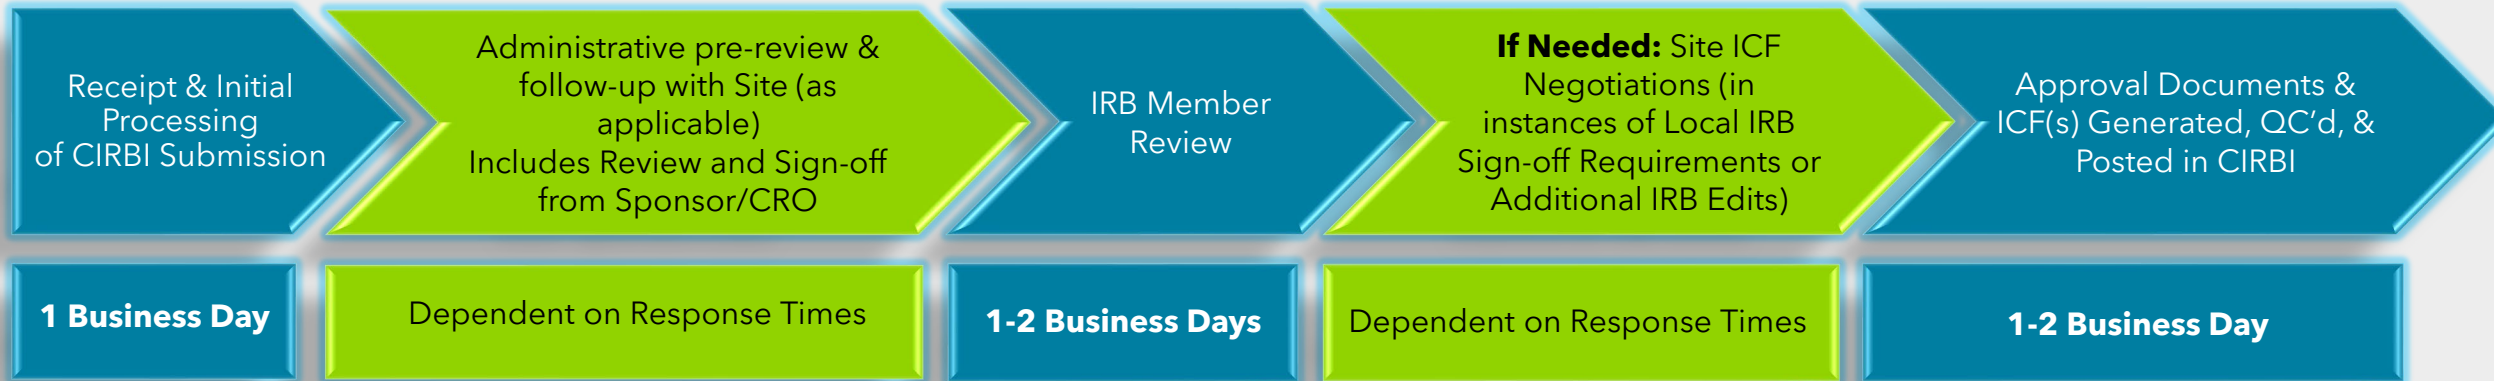 Receipt & Initial
Processing
of CIRBI Submission
Administrative pre-review &
follow-up with Site (as
applicable)
Includes Review and Sign-off
from Sponsor/CRO
IRB Member
Review
If Needed: Site ICF
Negotiations (in
instances of Local IRB
Sign-off Requirements or
Additional IRB Edits)
Approval Documents &
ICF(s) Generated, QC’d, &
Posted in CIRBI
1 Business Day
Dependent on Response Times
1-2 Business Days
Dependent on Response Times
1-2 Business Day